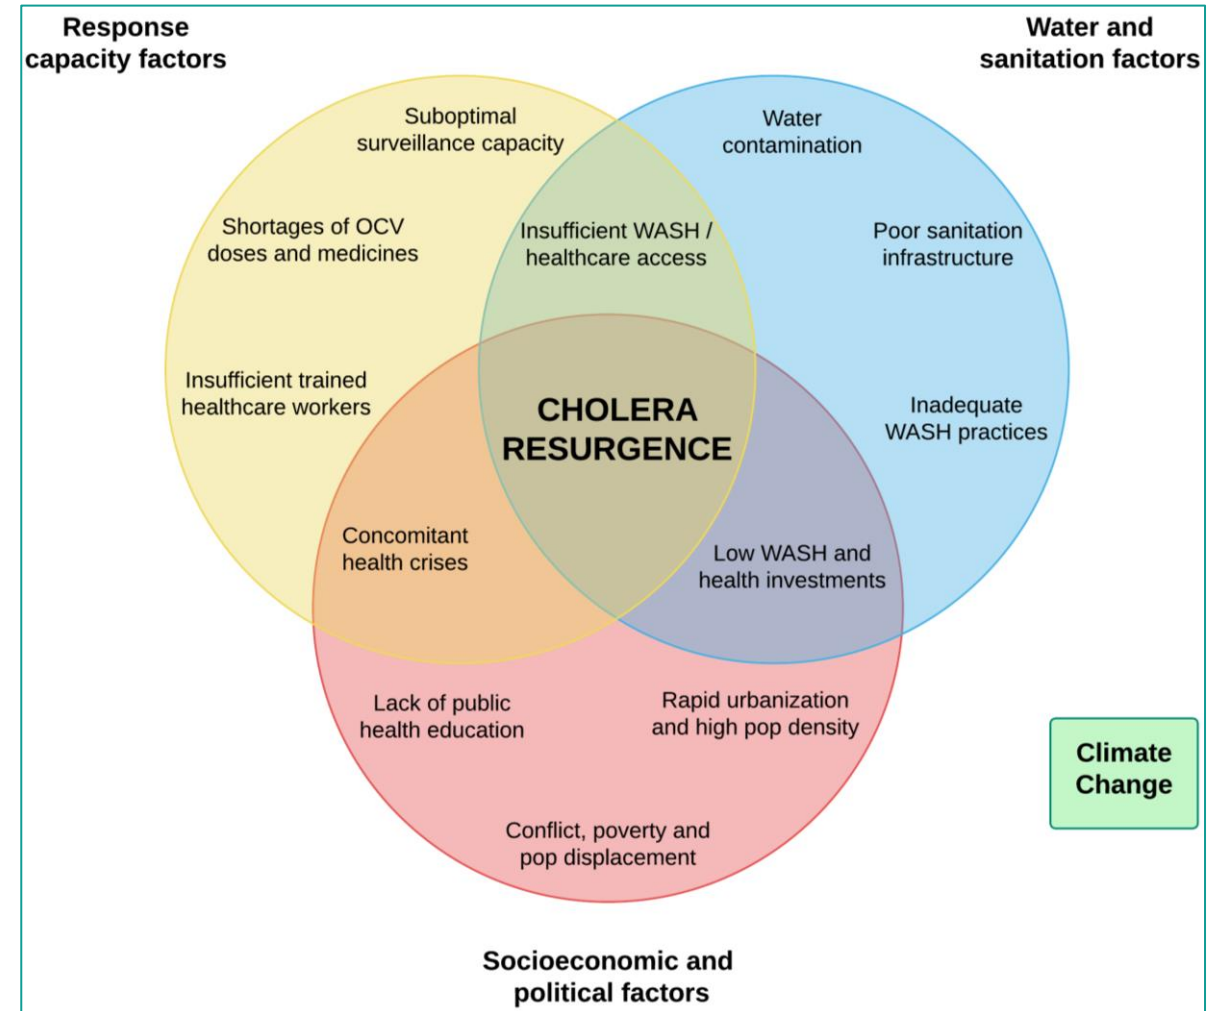 Response
capacity factors
Water and
sanitation factors
Suboptimal
surveillance capacity
Water
contamination
Shortages of OCV
doses and medicines
Insufficient WASH /
healthcare access
Poor sanitation
infrastructure
Insufficient trained
healthcare workers
CHOLERA
RESURGENCE
Inadequate
WASH practices
Concomitant
health crises
Low WASH and
health investments
Lack of public
health education
Rapid urbanization
and high pop density
Climate
Change
Conflict, poverty and
pop displacement
Socioeconomic and
political factors